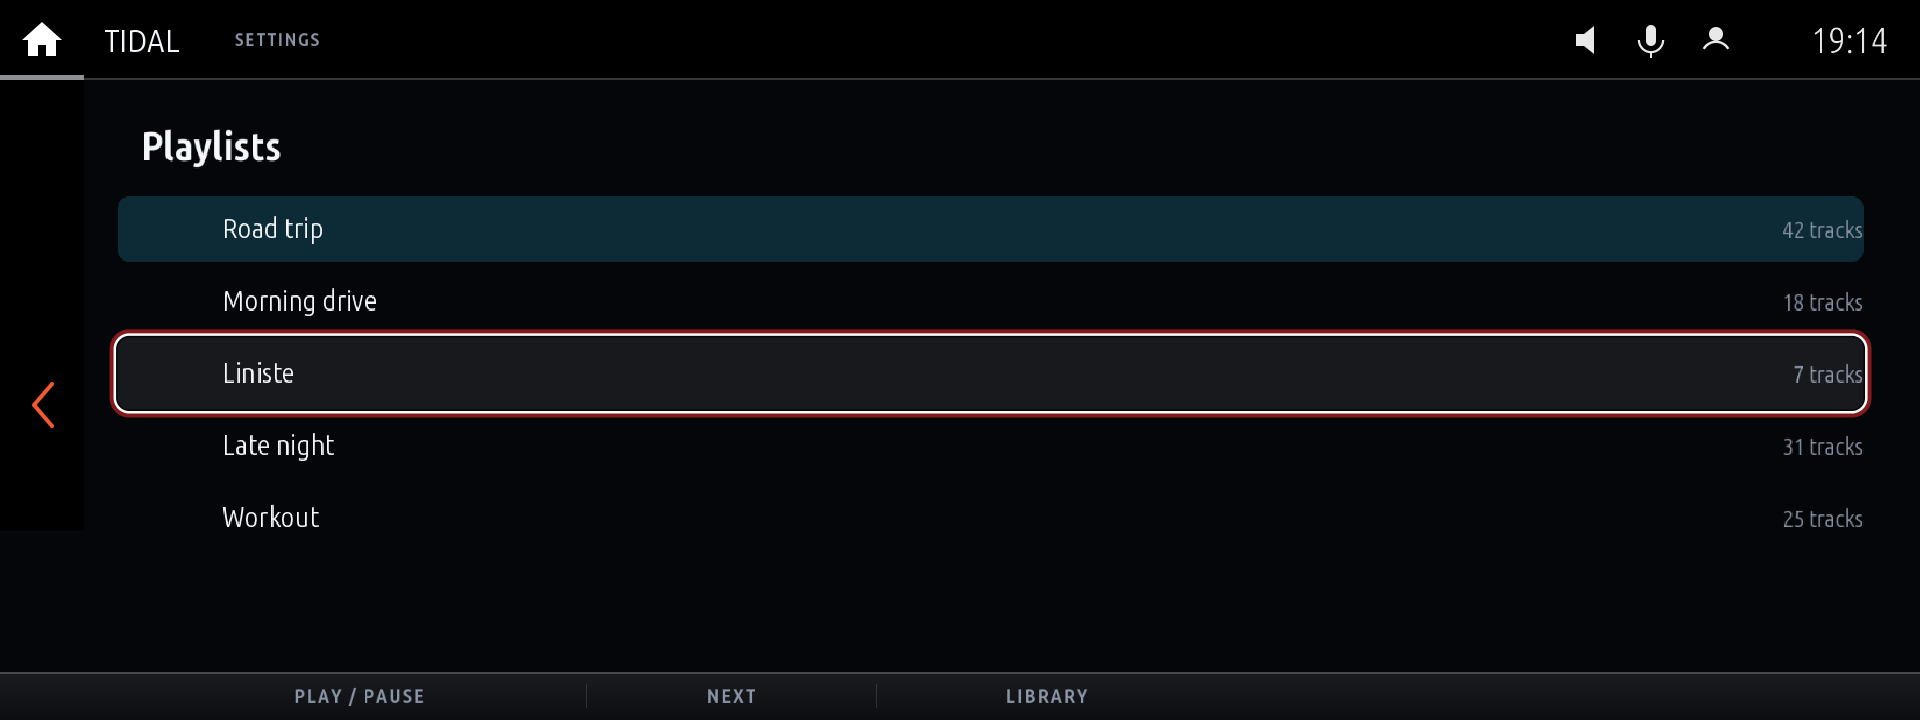 TIDAL SETTINGS 19:14
Playlists
Road trip 42 tracks
Morning drive 18 tracks
Liniste 7 tracks
Late night 31 tracks
Workout 25 tracks
PLAY / PAUSE NEXT LIBRARY